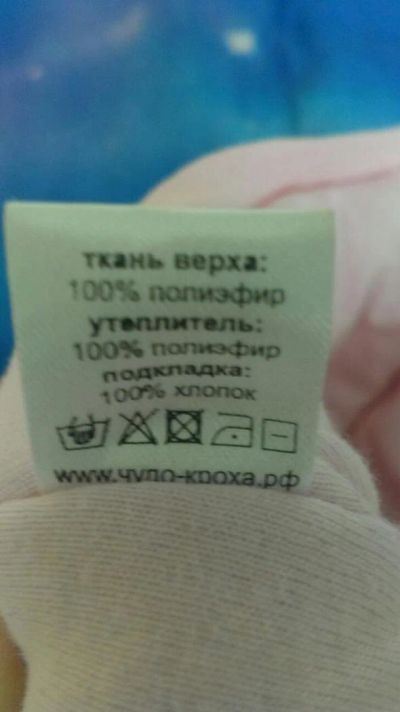 ткань верха:
100% полиэфир
утеплитель:
100% полиэфир
подкладка:
100% хлопок
www.чудо-кроха.рф